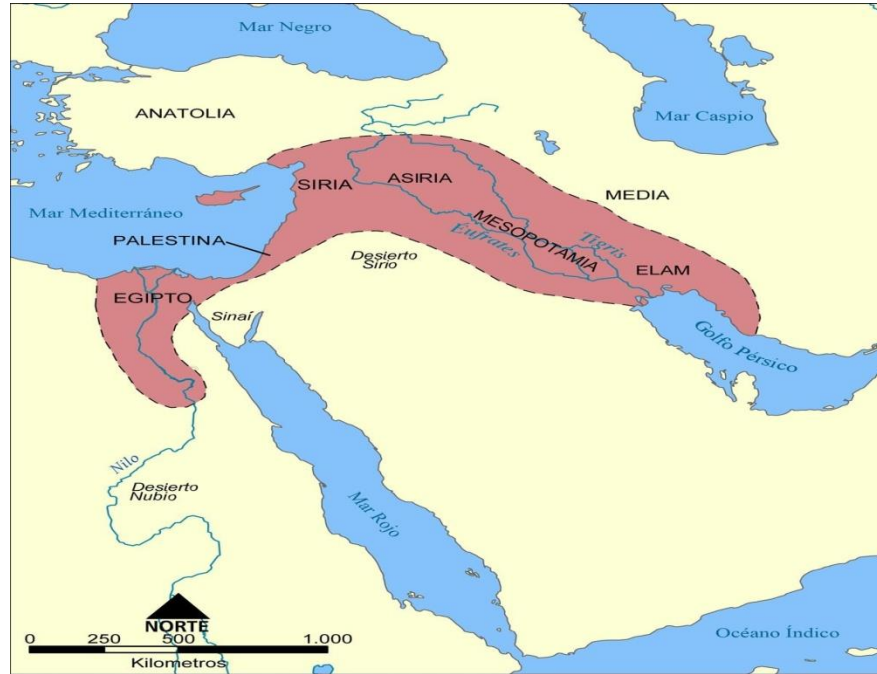 Mar Negro
ANATOLIA
Mar Caspio
SIRIA
ASIRIA
MEDIA
Mar Mediterráneo
MESOPOTAMIA
Éufrates
Tigris
PALESTINA
Desierto
Sirio
ELAM
EGIPTO
Sinaí
Golfo Pérsico
Nilo
Desierto
Nubio
Mar Rojo
NORTE
0 250 500 1.000
Kilometros
Océano Índico